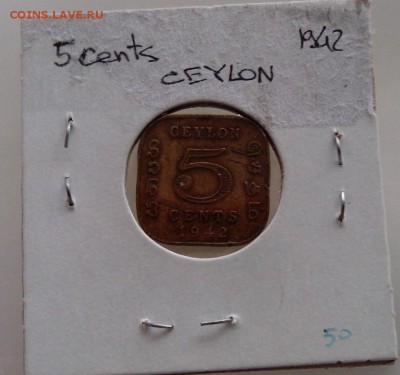 COINS.LAVE.RU
5 cents
1942
CEYLON
CEYLON
5
CENTS
1942
50